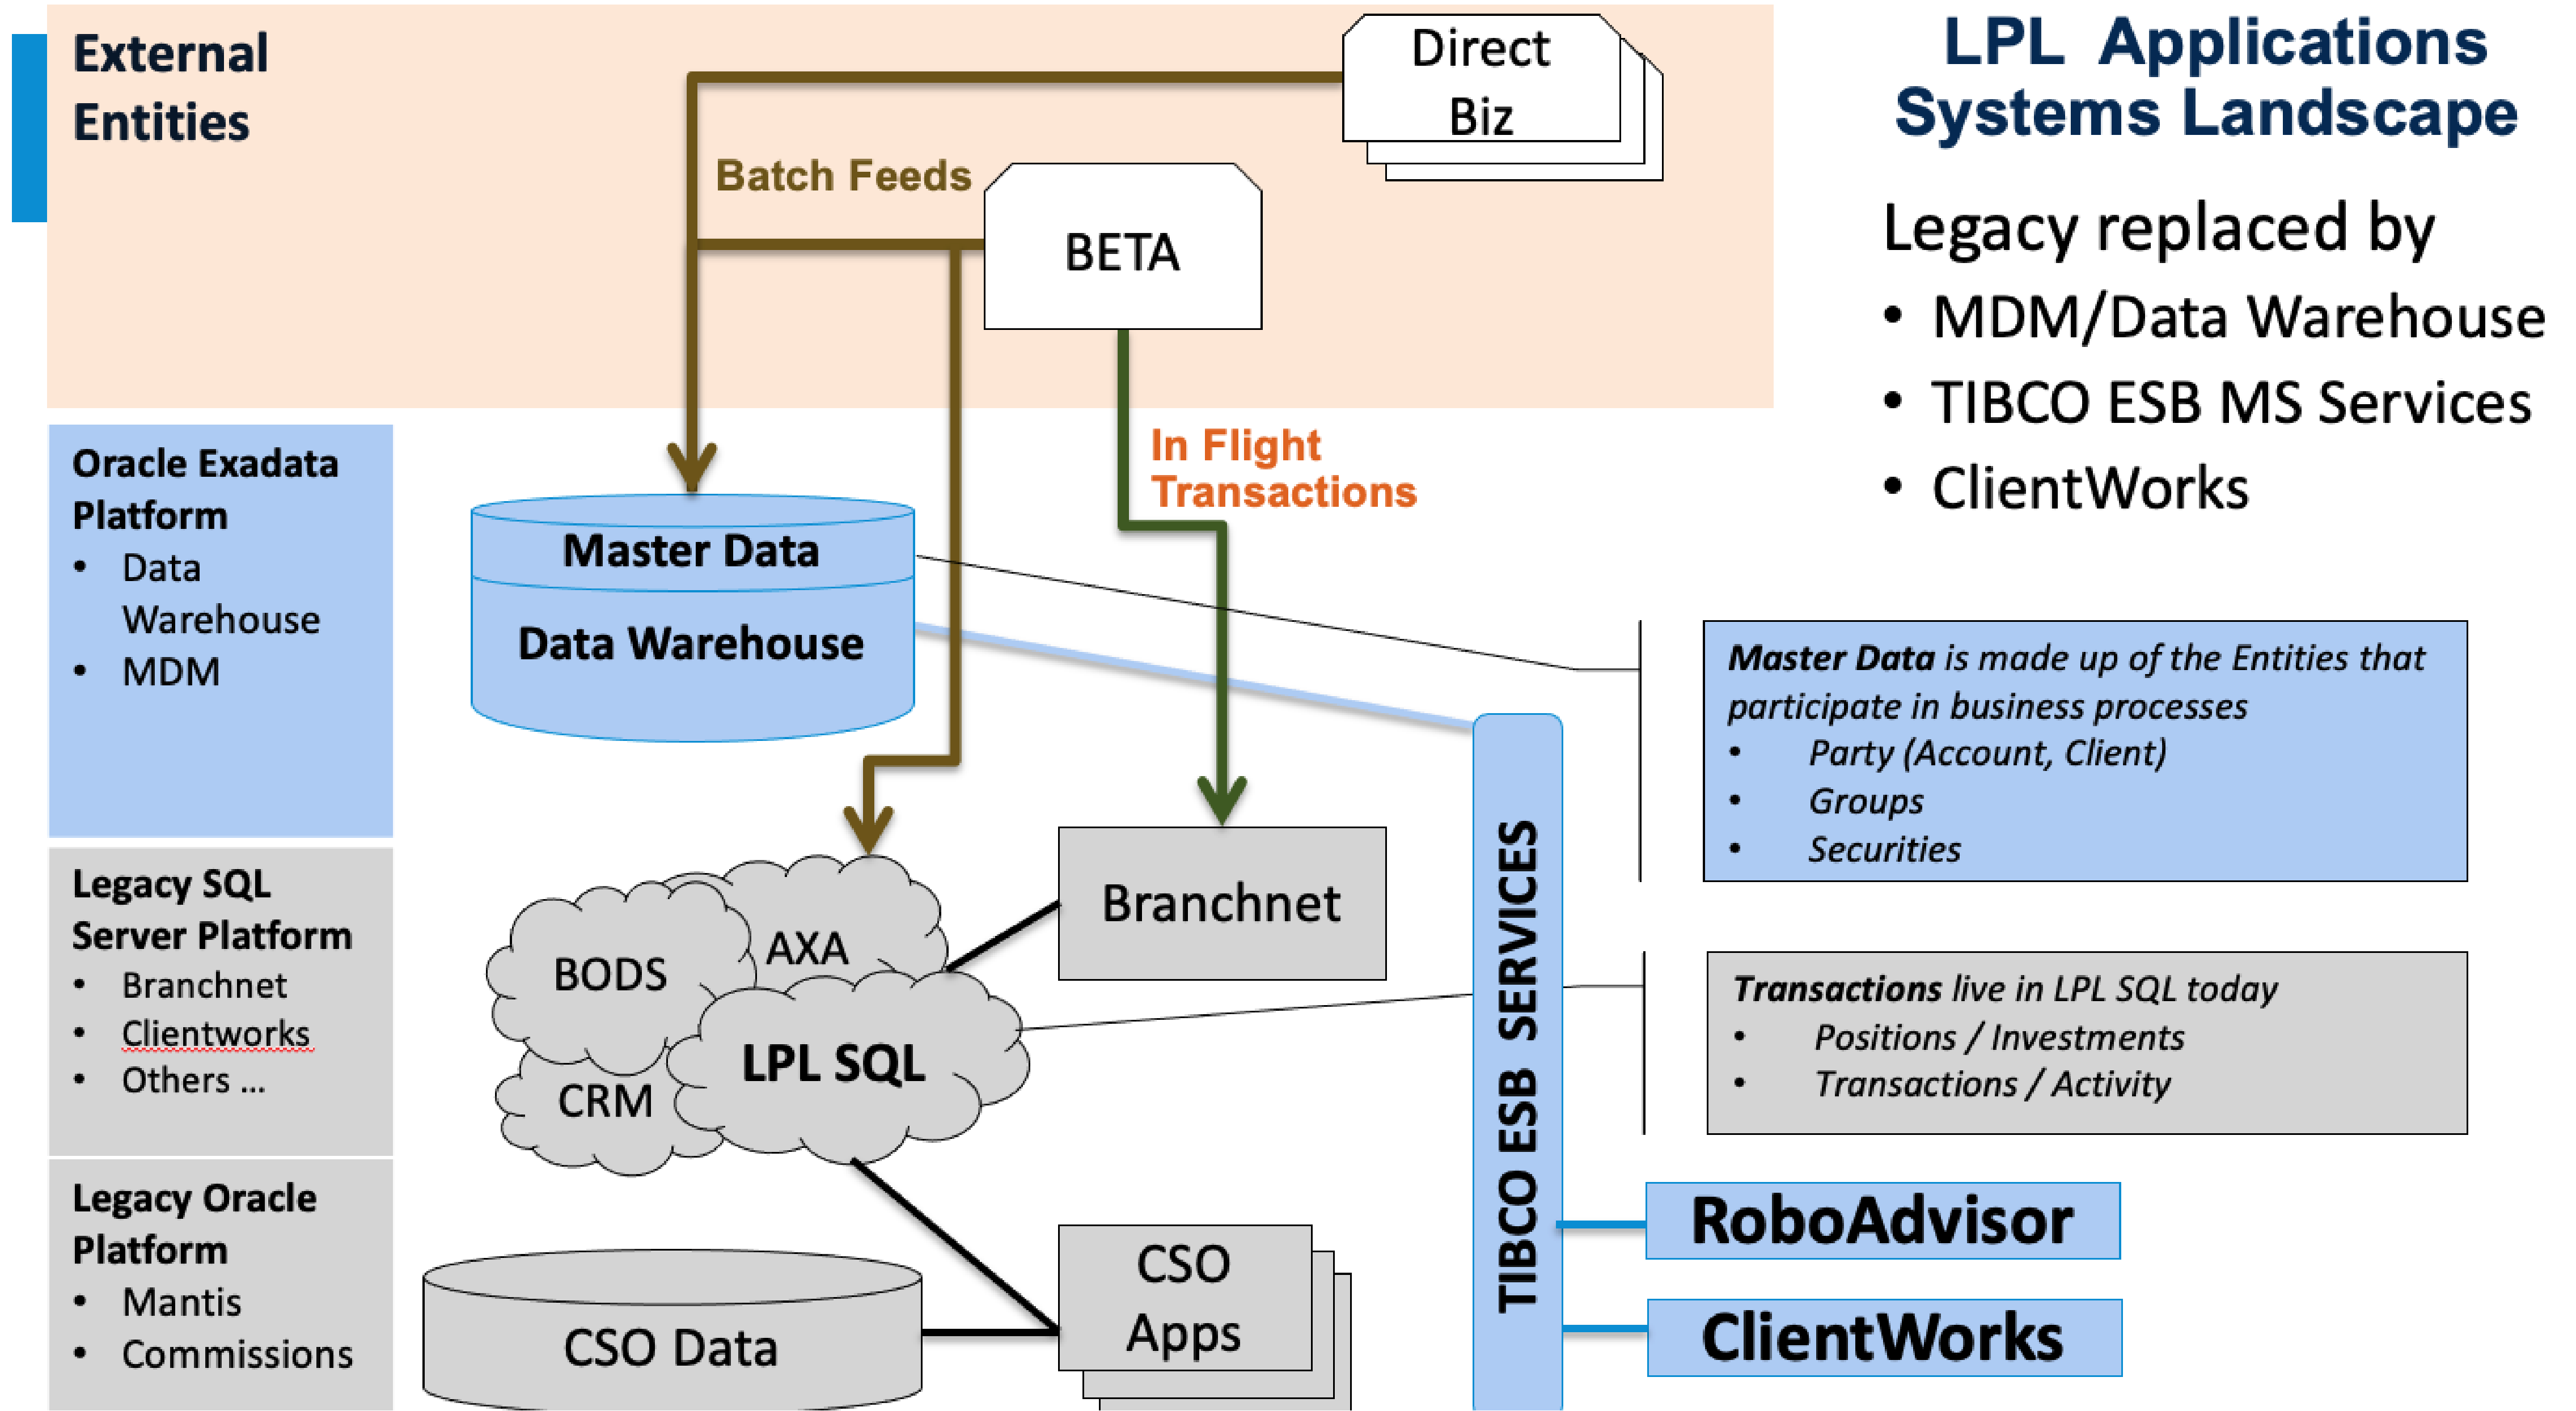 External
Entities
Direct
Biz
Batch Feeds
BETA
LPL  Applications
Systems Landscape
Legacy replaced by
• MDM/Data Warehouse
• TIBCO ESB MS Services
• ClientWorks
Oracle Exadata
Platform
• Data
Warehouse
• MDM
In Flight
Transactions
Master Data
Data Warehouse
Master Data is made up of the Entities that
participate in business processes
• Party (Account, Client)
• Groups
• Securities
Legacy SQL
Server Platform
• Branchnet
• Clientworks
• Others ...
BODS
AXA
LPL SQL
CRM
Branchnet
TIBCO ESB  SERVICES
Transactions live in LPL SQL today
• Positions / Investments
• Transactions / Activity
Legacy Oracle
Platform
• Mantis
• Commissions
CSO Data
CSO
Apps
RoboAdvisor
ClientWorks